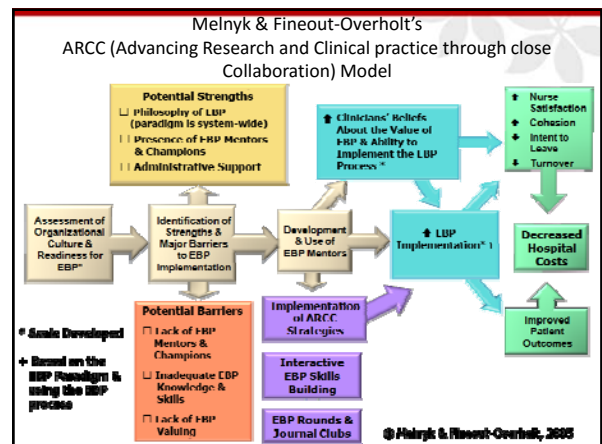 Melnyk & Fineout-Overholt's
ARCC (Advancing Research and Clinical practice through close
Collaboration) Model
Potential Strengths
☐ Philosophy of EBP
(paradigm is system-wide)
☐ Presence of EBP Mentors
& Champions
☐ Administrative Support
↑ Clinicians' Beliefs
About the Value of
EBP & Ability to
Implement the EBP
Process *
↑ Nurse
Satisfaction
↑ Cohesion
↓ Intent to
Leave
↓ Turnover
Assessment of
Organizational
Culture &
Readiness for
EBP*
Identification of
Strengths &
Major Barriers
to EBP
Implementation
Development
& Use of
EBP Mentors
↑ EBP
Implementation*
Decreased
Hospital
Costs
Improved
Patient
Outcomes
Potential Barriers
☐ Lack of EBP
Mentors &
Champions
☐ Inadequate EBP
Knowledge &
Skills
☐ Lack of EBP
Valuing
Implementation
of ARCC
Strategies
Interactive
EBP Skills
Building
EBP Rounds &
Journal Clubs
* Scale Developed
+ Based on the
EBP Paradigm &
using the EBP
process
© Melnyk & Fineout-Overholt, 2005